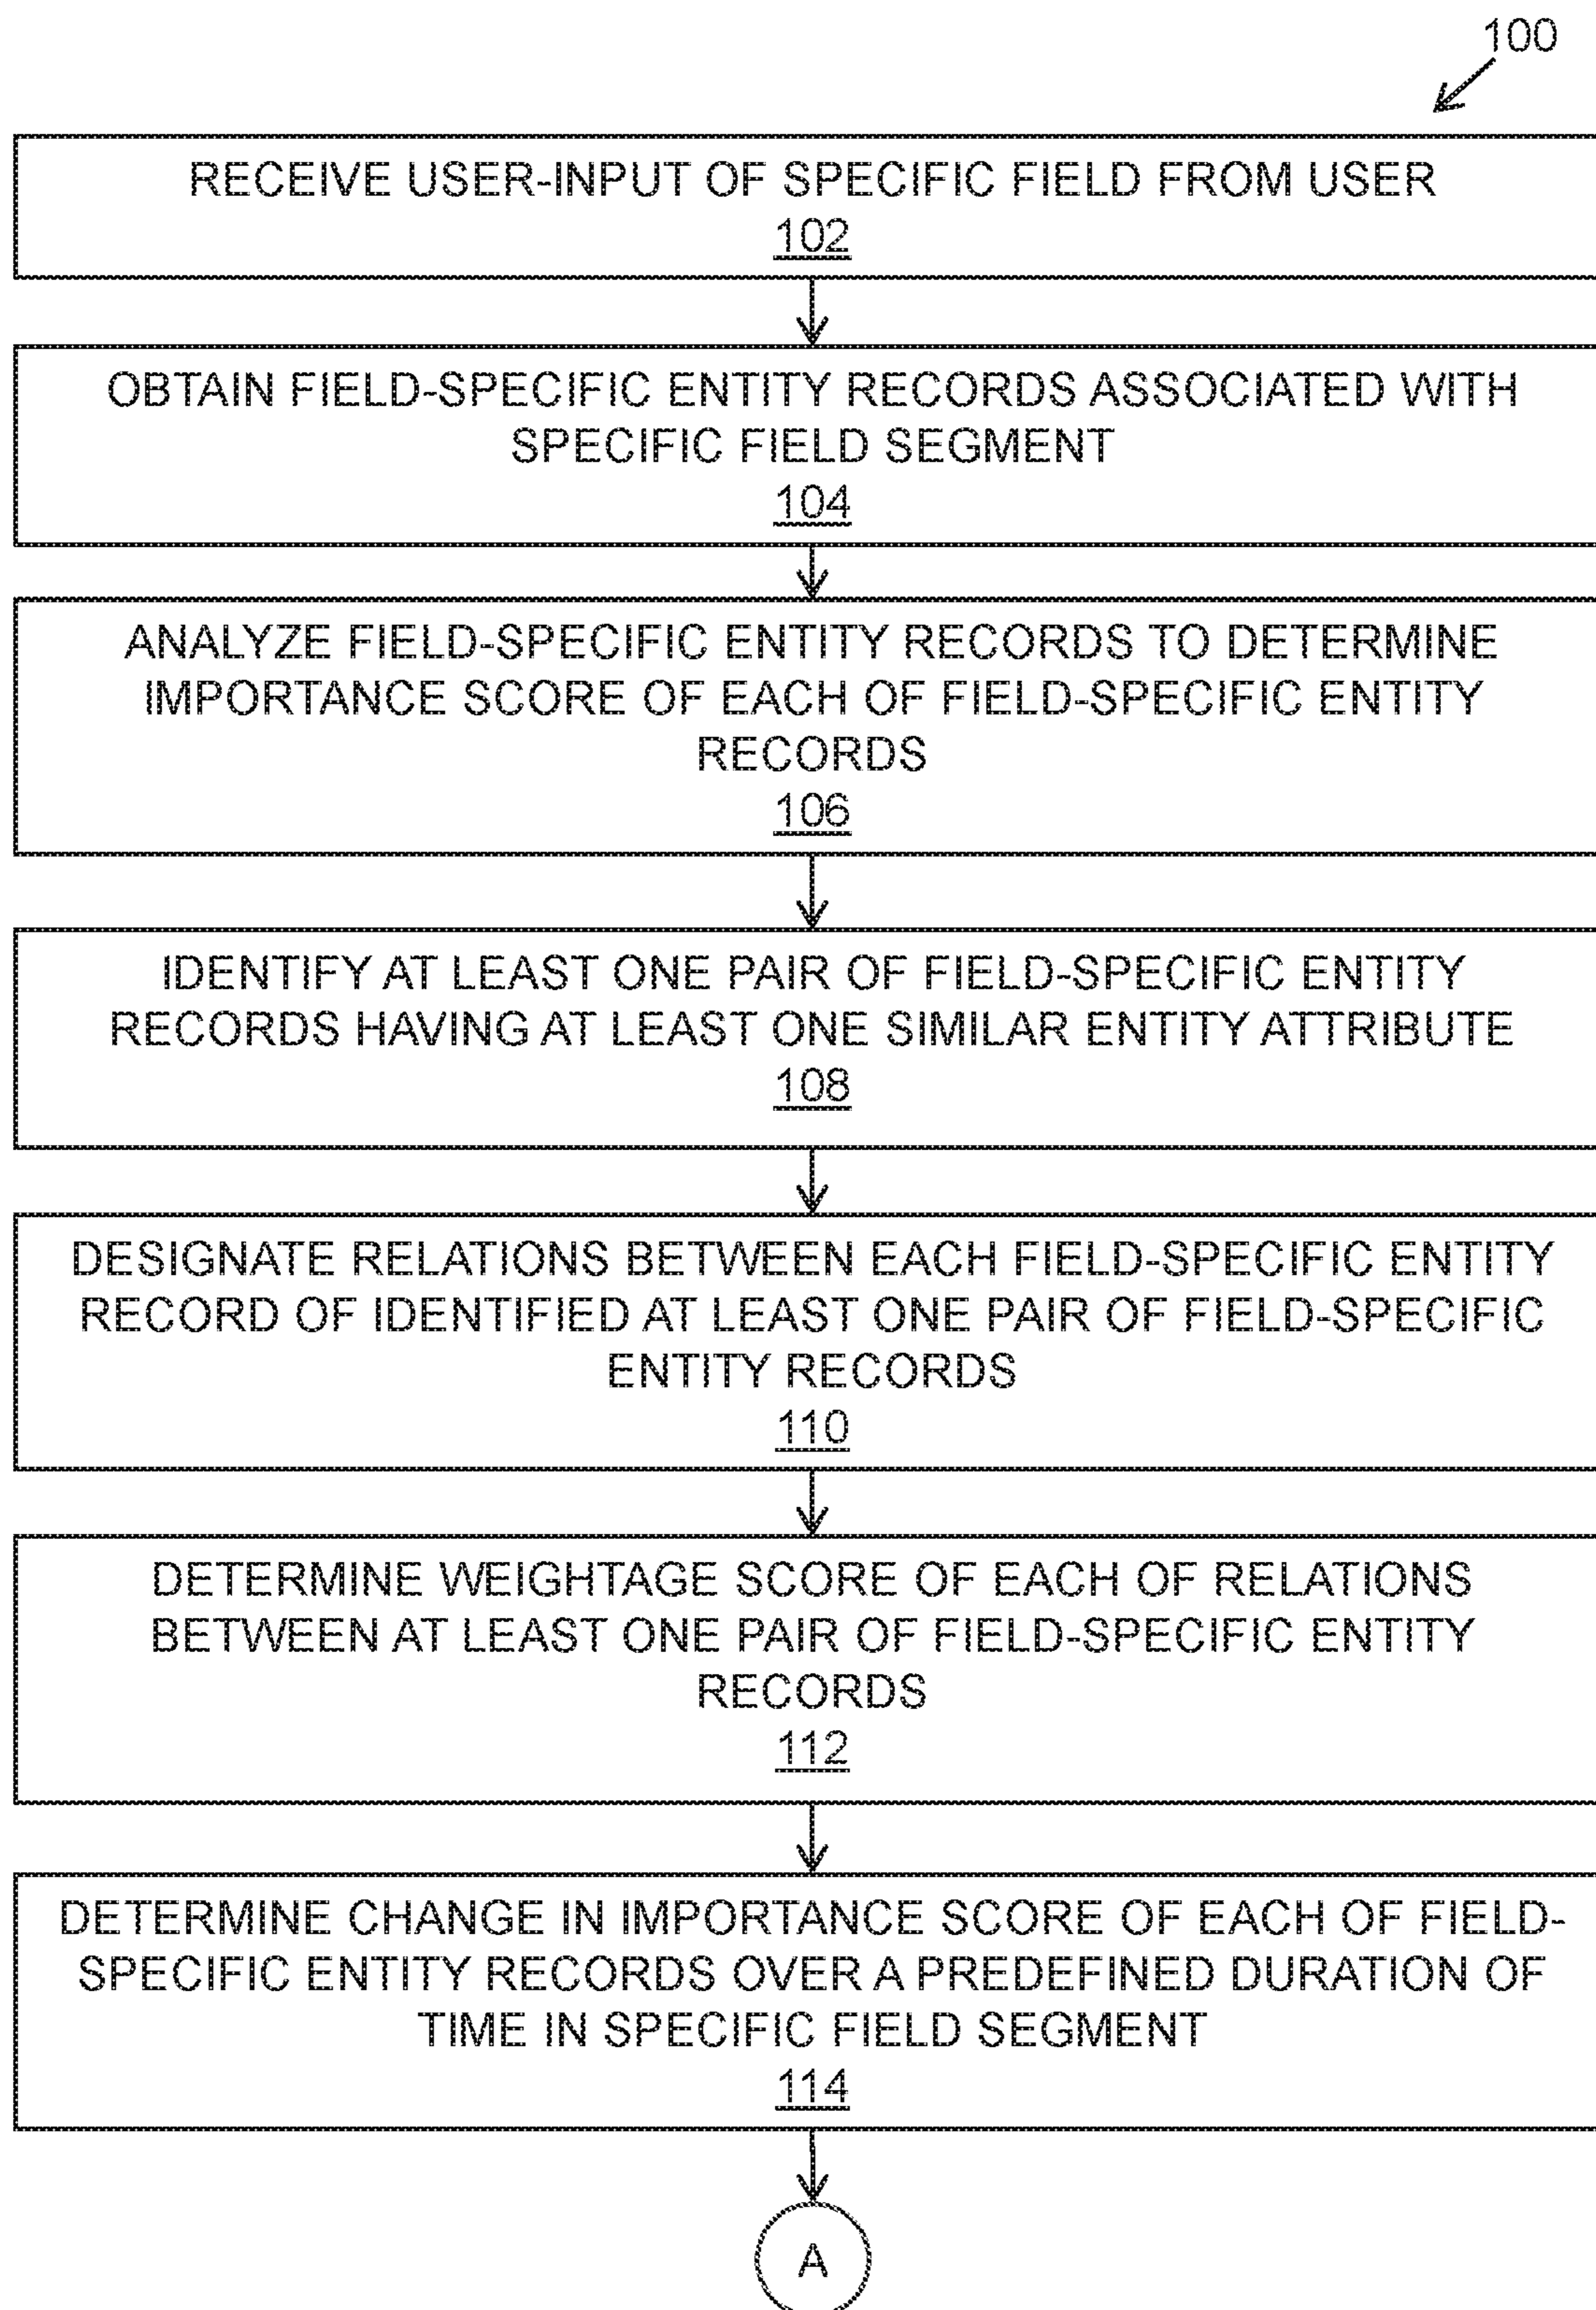 100
RECEIVE USER-INPUT OF SPECIFIC FIELD FROM USER
102
OBTAIN FIELD-SPECIFIC ENTITY RECORDS ASSOCIATED WITH
SPECIFIC FIELD SEGMENT
104
ANALYZE FIELD-SPECIFIC ENTITY RECORDS TO DETERMINE
IMPORTANCE SCORE OF EACH OF FIELD-SPECIFIC ENTITY
RECORDS
106
IDENTIFY AT LEAST ONE PAIR OF FIELD-SPECIFIC ENTITY
RECORDS HAVING AT LEAST ONE SIMILAR ENTITY ATTRIBUTE
108
DESIGNATE RELATIONS BETWEEN EACH FIELD-SPECIFIC ENTITY
RECORD OF IDENTIFIED AT LEAST ONE PAIR OF FIELD-SPECIFIC
ENTITY RECORDS
110
DETERMINE WEIGHTAGE SCORE OF EACH OF RELATIONS
BETWEEN AT LEAST ONE PAIR OF FIELD-SPECIFIC ENTITY
RECORDS
112
DETERMINE CHANGE IN IMPORTANCE SCORE OF EACH OF FIELD-
SPECIFIC ENTITY RECORDS OVER A PREDEFINED DURATION OF
TIME IN SPECIFIC FIELD SEGMENT
114
A